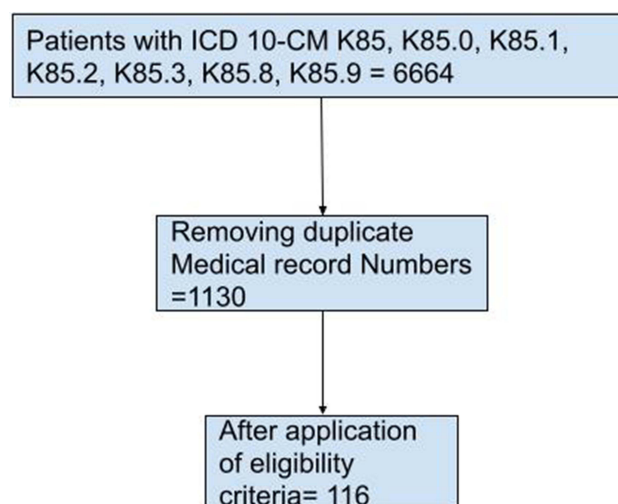 Patients with ICD 10-CM K85, K85.0, K85.1,
K85.2, K85.3, K85.8, K85.9 = 6664
Removing duplicate
Medical record Numbers
=1130
After application
of eligibility
criteria= 116